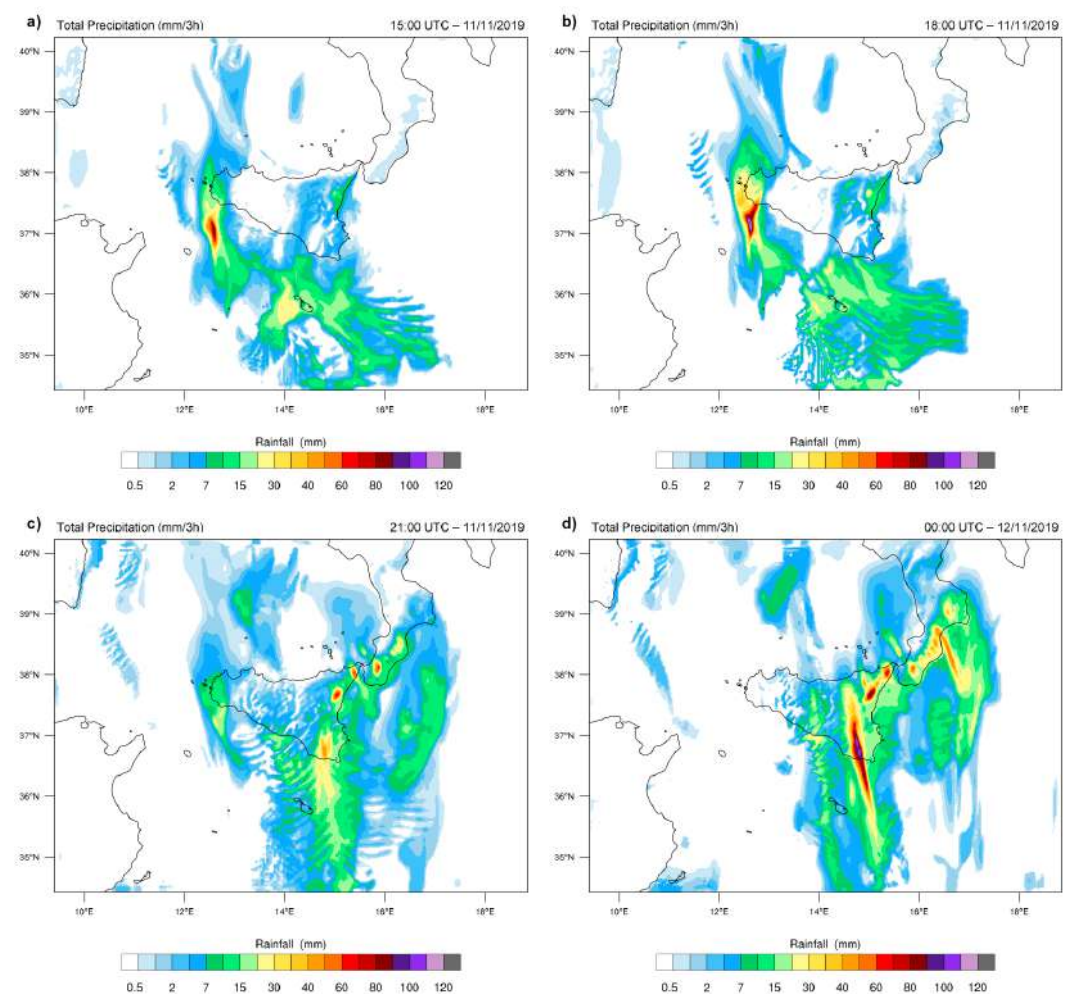 a) Total Precipitation (mm/3h) 15:00 UTC – 11/11/2019
40°N
39°N
38°N
37°N
36°N
35°N
10°E 12°E 14°E 16°E 18°E
Rainfall (mm)
0.5 2 7 15 30 40 60 80 100 120
b) Total Precipitation (mm/3h) 18:00 UTC – 11/11/2019
40°N
39°N
38°N
37°N
36°N
35°N
10°E 12°E 14°E 16°E 18°E
Rainfall (mm)
0.5 2 7 15 30 40 60 80 100 120
c) Total Precipitation (mm/3h) 21:00 UTC – 11/11/2019
40°N
39°N
38°N
37°N
36°N
35°N
10°E 12°E 14°E 16°E 18°E
Rainfall (mm)
0.5 2 7 15 30 40 60 80 100 120
d) Total Precipitation (mm/3h) 00:00 UTC – 12/11/2019
40°N
39°N
38°N
37°N
36°N
35°N
10°E 12°E 14°E 16°E 18°E
Rainfall (mm)
0.5 2 7 15 30 40 60 80 100 120